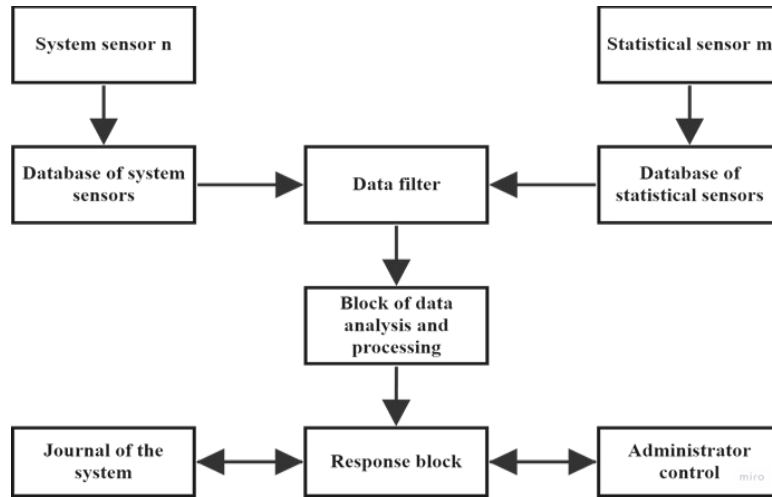 System sensor n
Statistical sensor m
Database of system
sensors
Data filter
Database of
statistical sensors
Block of data
analysis and
processing
Journal of the
system
Response block
Administrator
control
miro